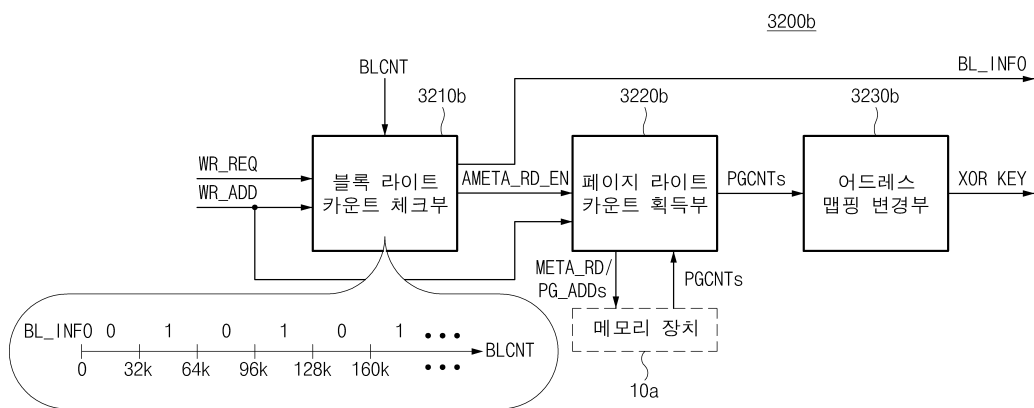 3200b
BLCNT
BL_INFO
3210b
3220b
3230b
WR_REQ
WR_ADD
블록 라이트
카운트 체크부
AMETA_RD_EN
페이지 라이트
카운트 획득부
PGCNTs
어드레스
맵핑 변경부
XOR KEY
META_RD/
PG_ADDs
PGCNTs
메모리 장치
10a
BL_INFO 0 1 0 1 0 1 •••
BLCNT
0 32k 64k 96k 128k 160k •••